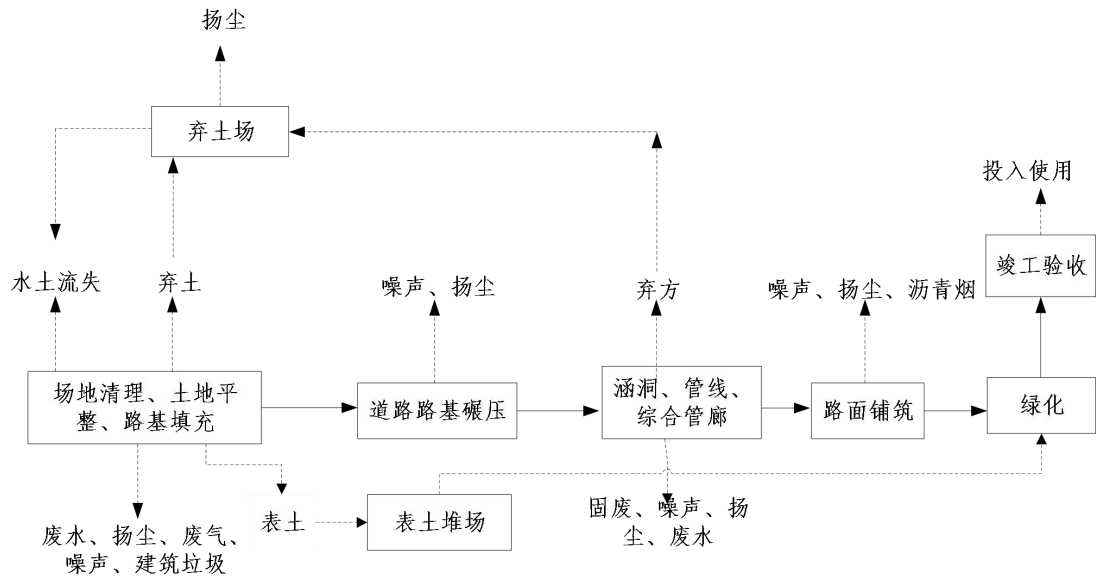 扬尘
弃土场
投入使用
竣工验收
水土流失
弃土
噪声、扬尘
弃方
噪声、扬尘、沥青烟
场地清理、土地平
整、路基填充
道路路基碾压
涵洞、管线、
综合管廊
路面铺筑
绿化
废水、扬尘、废气、
噪声、建筑垃圾
表土
表土堆场
固废、噪声、扬
尘、废水